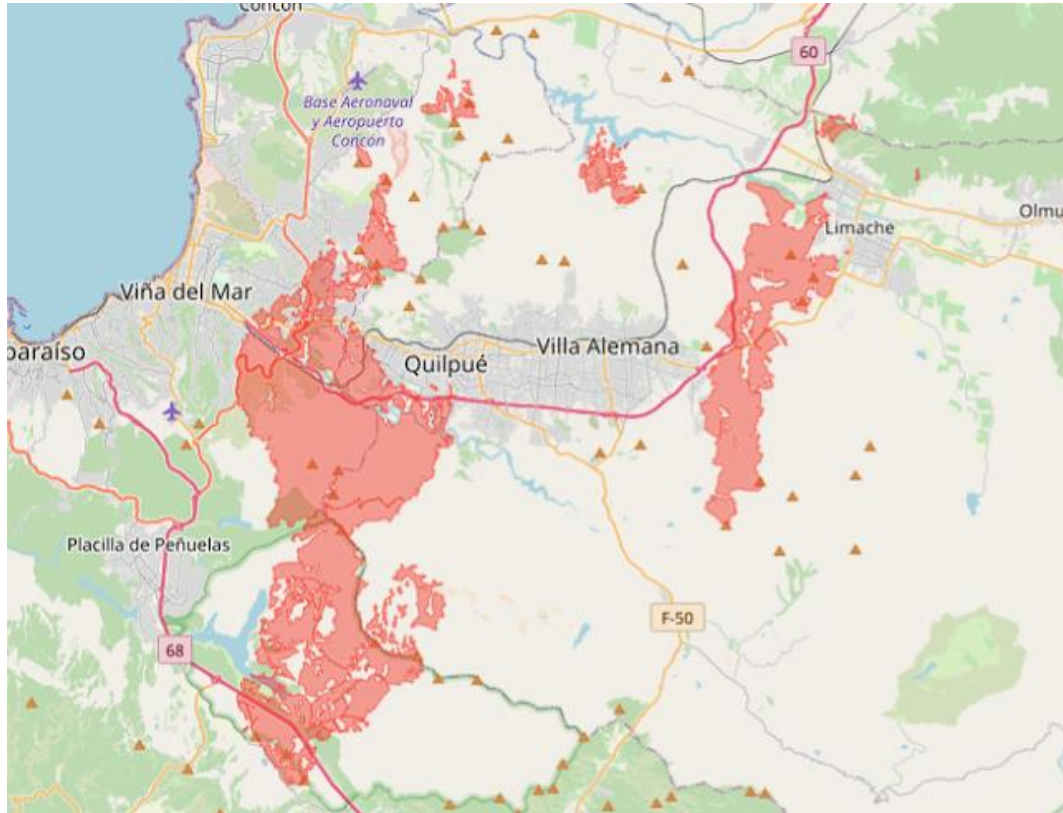 Concón
60
Base Aeronaval
y Aeropuerto
Concón
Olmu
Limache
Viña del Mar
paraíso
Quilpué
Villa Alemana
Placilla de Peñuelas
F-50
68